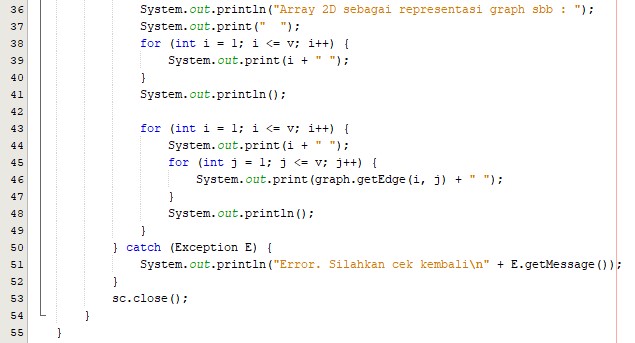 36 System.out.println("Array 2D sebagai representasi graph sbb : ");
37 System.out.print("  ");
38 for (int i = 1; i <= v; i++) {
39 System.out.print(i + " ");
40 }
41 System.out.println();
42
43 for (int i = 1; i <= v; i++) {
44 System.out.print(i + " ");
45 for (int j = 1; j <= v; j++) {
46 System.out.print(graph.getEdge(i, j) + " ");
47 }
48 System.out.println();
49 }
50 } catch (Exception E) {
51 System.out.println("Error. Silahkan cek kembali\n" + E.getMessage());
52 }
53 sc.close();
54 }
55 }